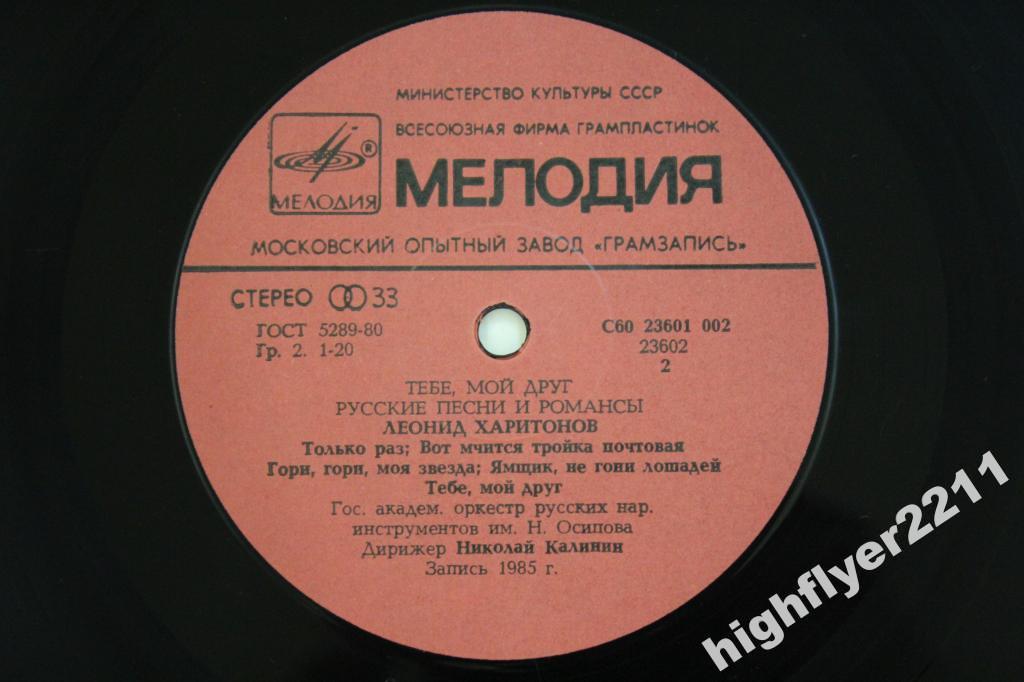 МИНИСТЕРСТВО КУЛЬТУРЫ СССР
ВСЕСОЮЗНАЯ ФИРМА ГРАМПЛАСТИНОК
®
МЕЛОДИЯ
МЕЛОДИЯ
МОСКОВСКИЙ ОПЫТНЫЙ ЗАВОД «ГРАМЗАПИСЬ»
СТЕРЕО 33
ГОСТ 5289-80
Гр. 2. 1-20
С60 23601 002
23602
2
ТЕБЕ, МОЙ ДРУГ
РУССКИЕ ПЕСНИ И РОМАНСЫ
ЛЕОНИД ХАРИТОНОВ
Только раз; Вот мчится тройка почтовая
Гори, гори, моя звезда; Ямщик, не гони лошадей
Тебе, мой друг
Гос. академ. оркестр русских нар.
инструментов им. Н. Осипова
Дирижер Николай Калинин
Запись 1985 г.
highflyer2211